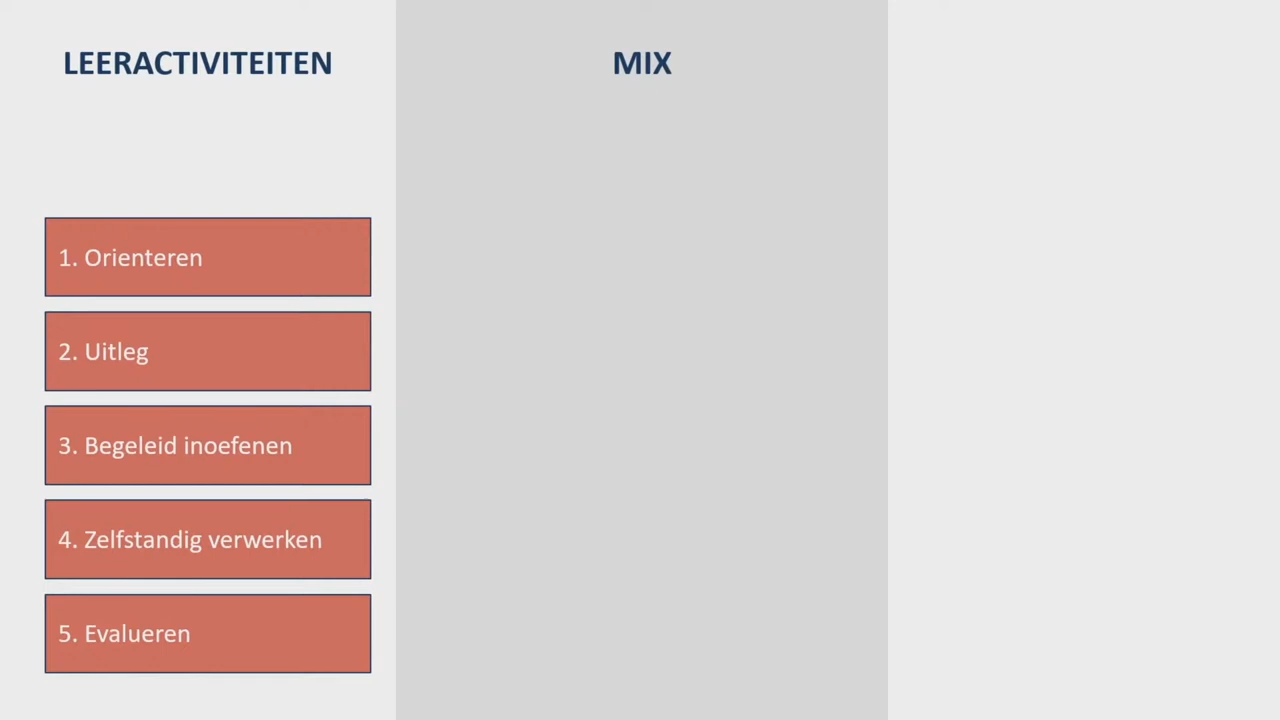 LEERACTIVITEITEN
MIX
1. Orienteren
2. Uitleg
3. Begeleid inoefenen
4. Zelfstandig verwerken
5. Evalueren